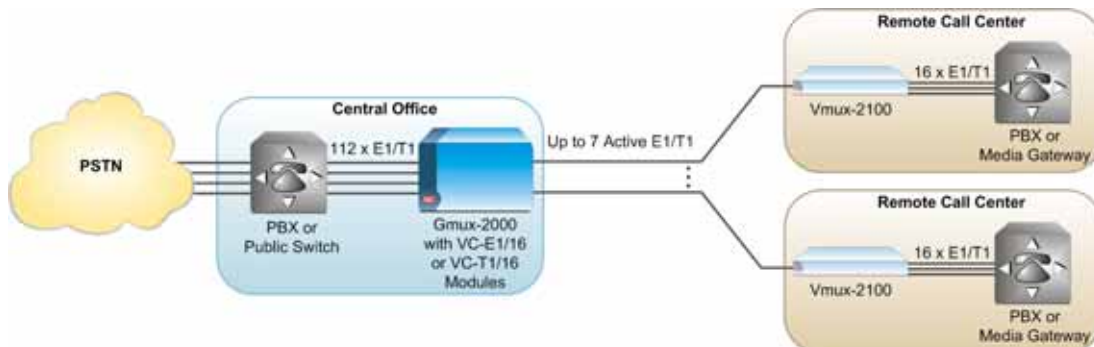 PSTN
Central Office
112 x E1/T1
PBX or
Public Switch
Gmux-2000
with VC-E1/16
or VC-T1/16
Modules
Up to 7 Active E1/T1
Remote Call Center
16 x E1/T1
Vmux-2100
PBX or
Media Gateway
Remote Call Center
16 x E1/T1
Vmux-2100
PBX or
Media Gateway